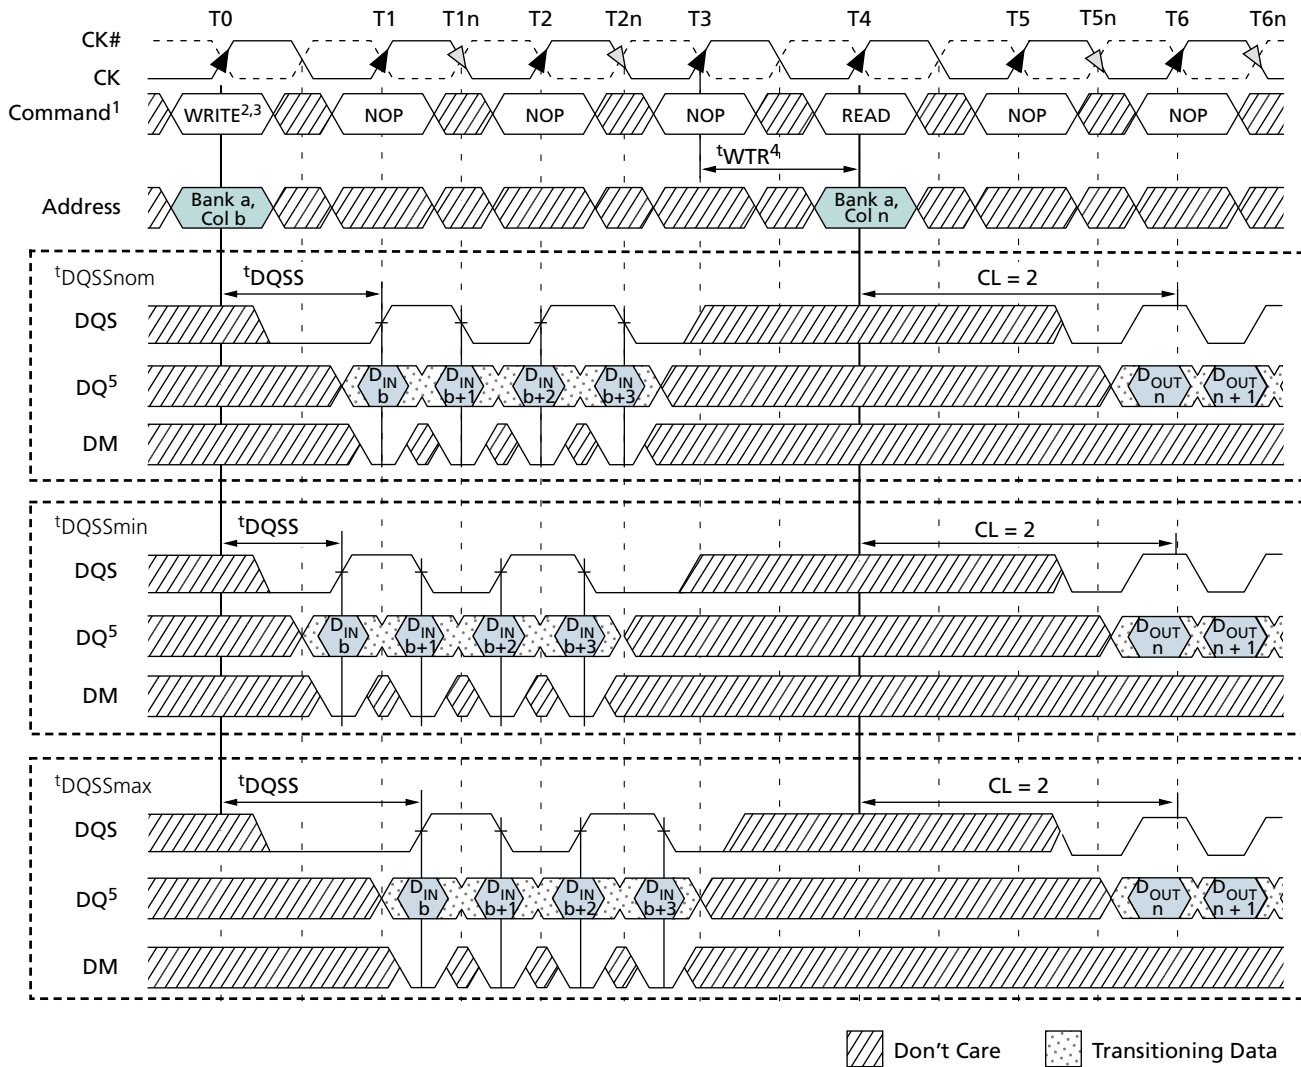 T0 T1 T1n T2 T2n T3 T4 T5 T5n T6 T6n
CK#
CK
Command1 WRITE2,3 NOP NOP NOP READ NOP NOP
tWTR4
Address Bank a, Col b Bank a, Col n
tDQSSnom tDQSS CL = 2
DQS
DQ5 DIN b DIN b+1 DIN b+2 DIN b+3 DOUT n DOUT n + 1
DM
tDQSSmin tDQSS CL = 2
DQS
DQ5 DIN b DIN b+1 DIN b+2 DIN b+3 DOUT n DOUT n + 1
DM
tDQSSmax tDQSS CL = 2
DQS
DQ5 DIN b DIN b+1 DIN b+2 DIN b+3 DOUT n DOUT n + 1
DM
Don't Care Transitioning Data